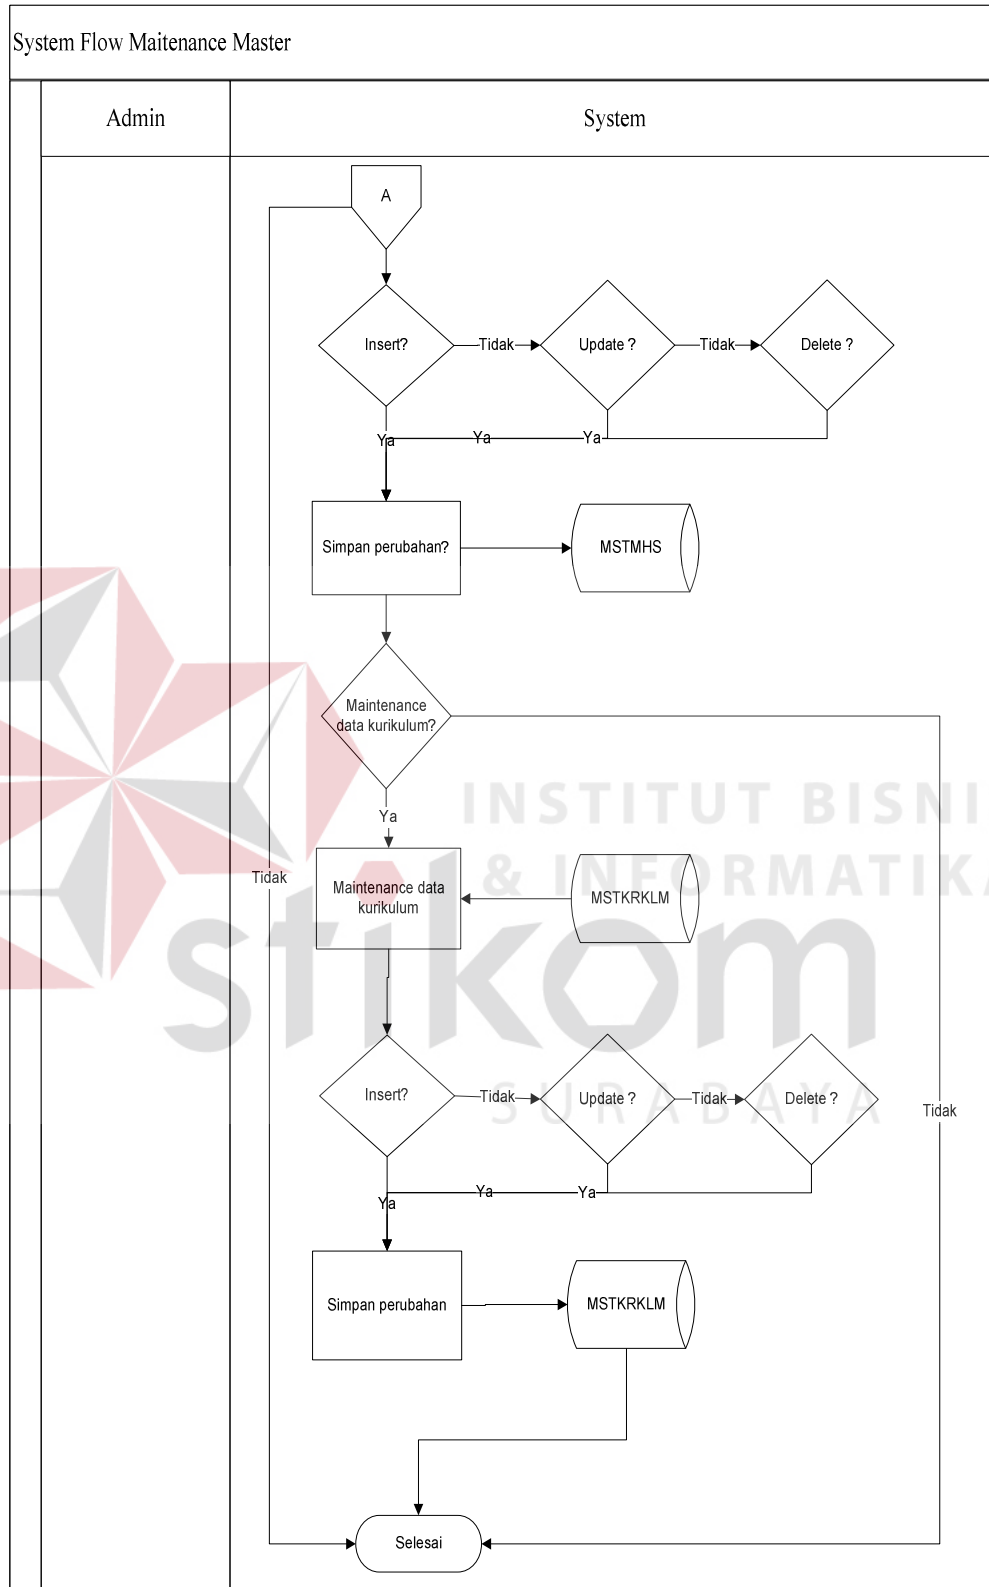 System Flow Maitenance Master
Admin
System
A
Insert?
Tidak
Update ?
Tidak
Delete ?
Ya
Ya
Ya
Simpan perubahan?
MSTMHS
Maintenance
data kurikulum?
INSTITUT BISNI
Ya
& INFORMATIKA
Tidak
Maintenance data
kurikulum
MSTKRKLM
stikom
Insert?
Tidak
Update ?
Tidak
Delete ?
SURABAYA
Tidak
Ya
Ya
Ya
Simpan perubahan
MSTKRKLM
Selesai